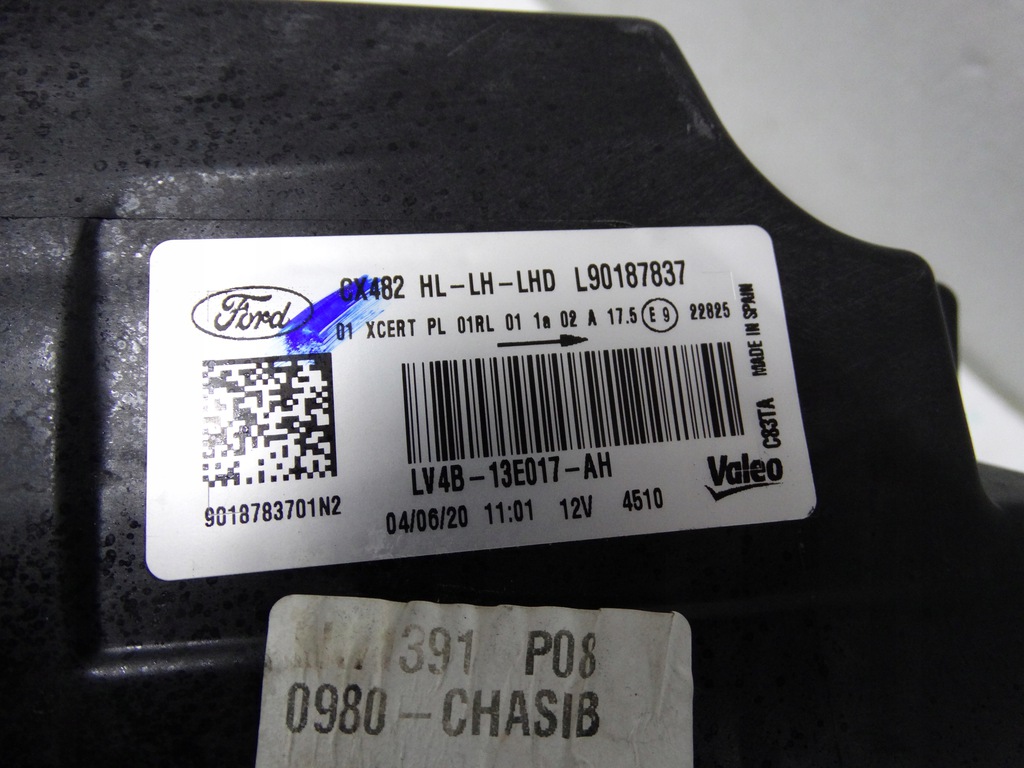 Ford
CX482 HL-LH-LHD L90187837
01 XCERT PL 01RL 01 1a 02 A 17.5 E9 22825
MADE IN SPAIN
C83TA
LV4B-13E017-AH
Valeo
9018783701N2
04/06/20 11:01 12V 4510
391 P08
0980-CHASIB